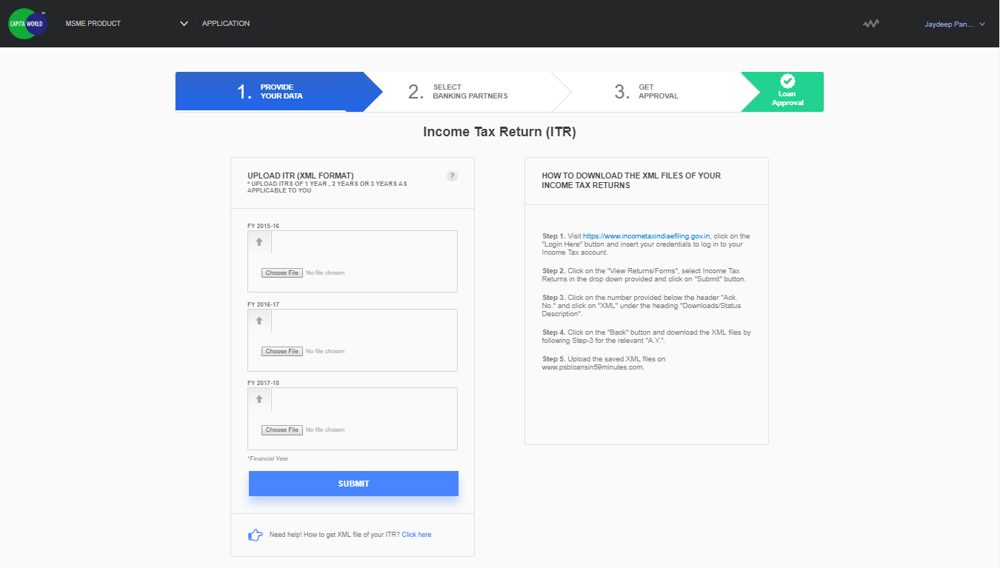 CAPITA WORLD
TM
MSME PRODUCT
APPLICATION
Jaydeep Pan...
1. PROVIDE
YOUR DATA
2. SELECT
BANKING PARTNERS
3. GET
APPROVAL
Loan
Approval
Income Tax Return (ITR)
UPLOAD ITR (XML FORMAT)
?
* UPLOAD ITRS OF 1 YEAR , 2 YEARS OR 3 YEARS AS
APPLICABLE TO YOU
FY 2015-16
Choose File No file chosen
FY 2016-17
Choose File No file chosen
FY 2017-18
Choose File No file chosen
*Financial Year
SUBMIT
Need help! How to get XML file of your ITR? Click here
HOW TO DOWNLOAD THE XML FILES OF YOUR
INCOME TAX RETURNS
Step 1. Visit https://www.incometaxindiaefiling.gov.in, click on the
"Login Here" button and insert your credentials to log in to your
Income Tax account.
Step 2. Click on the "View Returns/Forms", select Income Tax
Returns in the drop down provided and click on "Submit" button.
Step 3. Click on the number provided below the header "Ack.
No." and click on "XML" under the heading "Downloads/Status
Description".
Step 4. Click on the "Back" button and download the XML files by
following Step-3 for the relevant "A.Y.".
Step 5. Upload the saved XML files on
www.psbloansin59minutes.com.